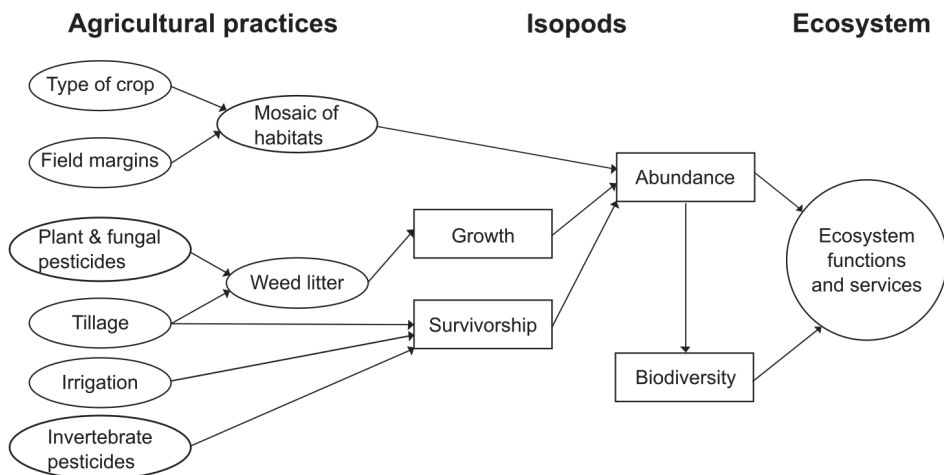 Agricultural practices
Isopods
Ecosystem
Type of crop
Mosaic of
habitats
Field margins
Abundance
Plant & fungal
pesticides
Growth
Weed litter
Ecosystem
functions
and services
Tillage
Survivorship
Irrigation
Biodiversity
Invertebrate
pesticides